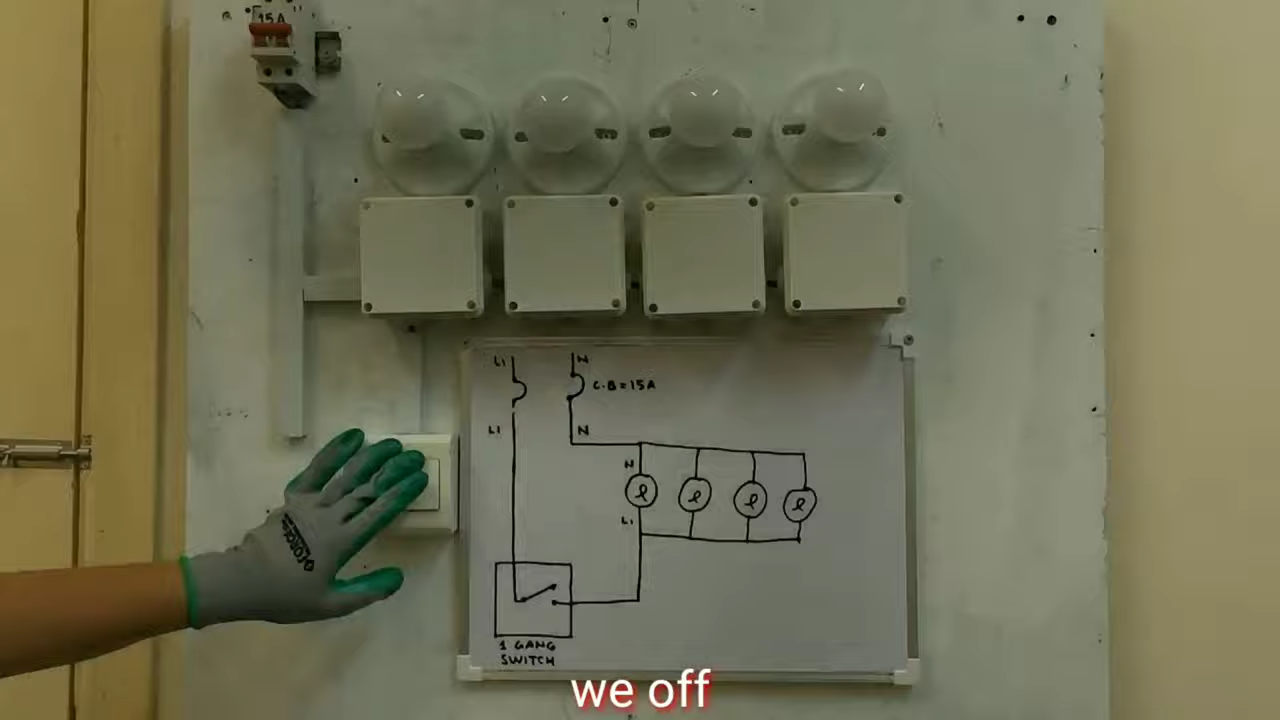 15A
L1 N
C.B=15A
L1 N
N
L1
l l l l
1 GANG
SWITCH
we off